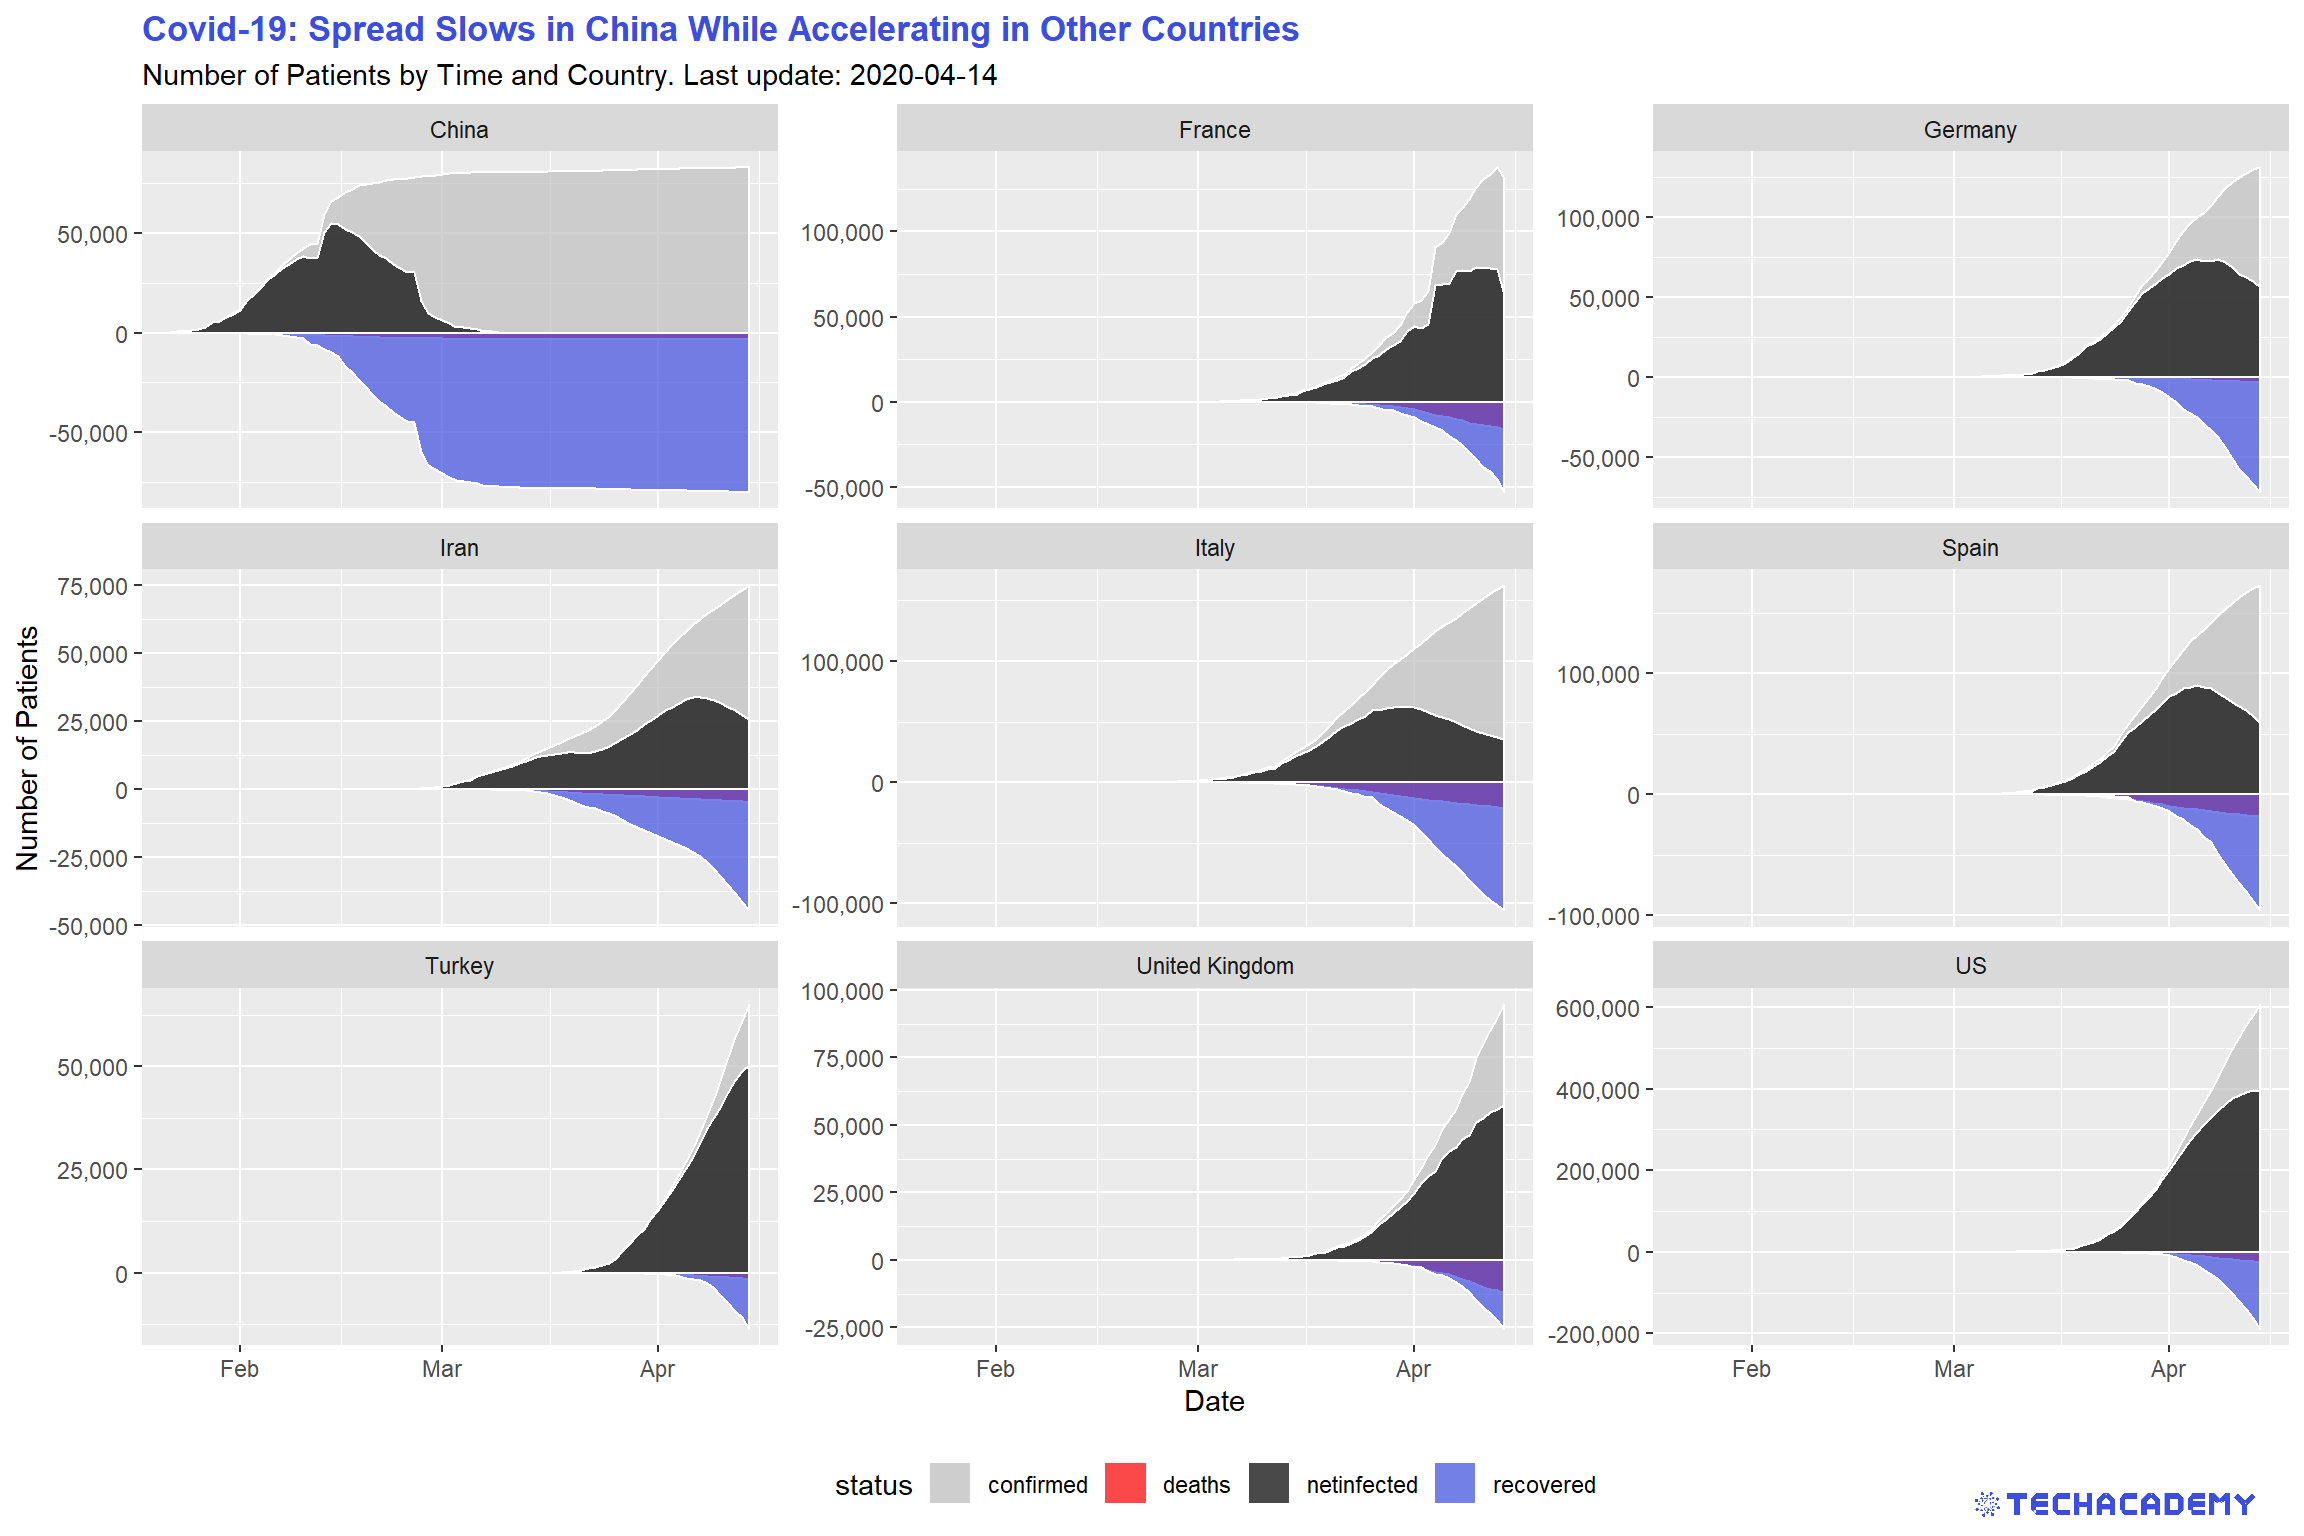 Covid-19: Spread Slows in China While Accelerating in Other Countries
Number of Patients by Time and Country. Last update: 2020-04-14
China
France
Germany
50,000
0
-50,000
100,000
50,000
0
-50,000
100,000
50,000
0
-50,000
Iran
Italy
Spain
75,000
50,000
25,000
0
-25,000
-50,000
100,000
0
-100,000
100,000
0
-100,000
Number of Patients
Turkey
United Kingdom
US
50,000
25,000
0
100,000
75,000
50,000
25,000
0
-25,000
600,000
400,000
200,000
0
-200,000
Feb Mar Apr
Feb Mar Apr
Feb Mar Apr
Date
status confirmed deaths netinfected recovered
TECHACADEMY